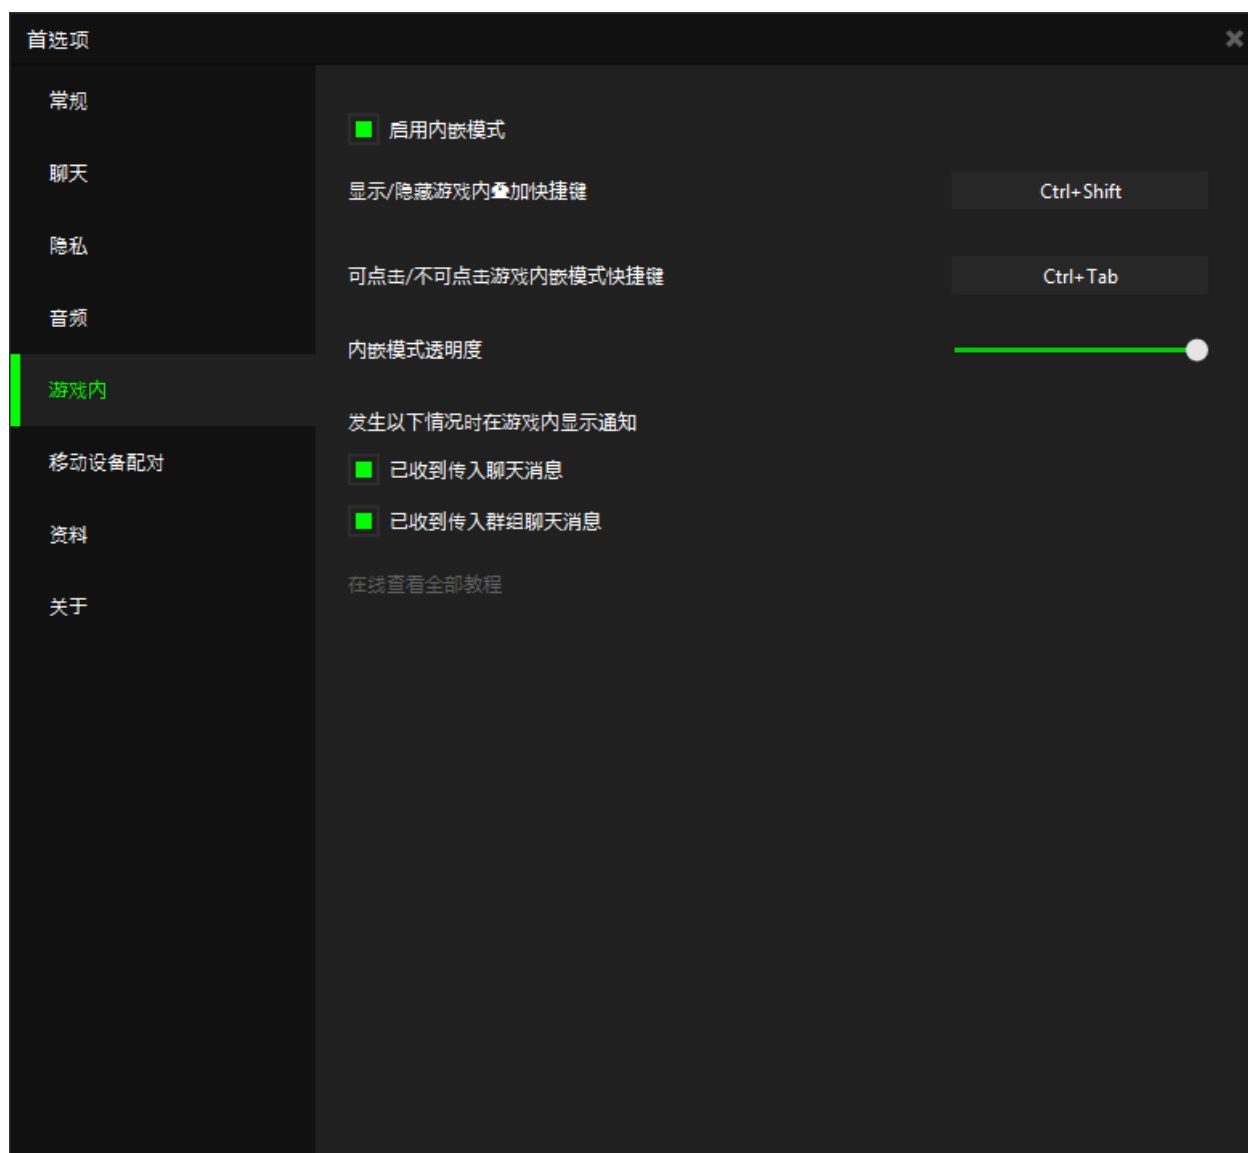 首选项
常规
聊天
隐私
音频
游戏内
移动设备配对
资料
关于
启用内嵌模式
显示/隐藏游戏内叠加快捷键
Ctrl+Shift
可点击/不可点击游戏内嵌模式快捷键
Ctrl+Tab
内嵌模式透明度
发生以下情况时在游戏内显示通知
已收到传入聊天消息
已收到传入群组聊天消息
在线查看全部教程